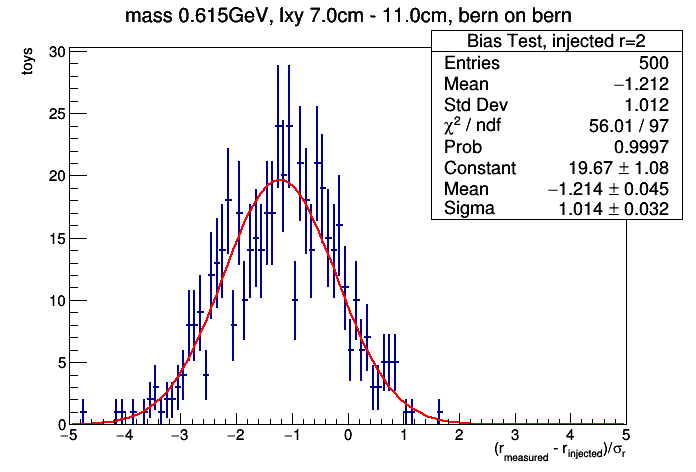 mass 0.615GeV, lxy 7.0cm - 11.0cm, bern on bern
Bias Test, injected r=2
Entries 500
Mean −1.212
Std Dev 1.012
χ² / ndf 56.01 / 97
Prob 0.9997
Constant 19.67 ± 1.08
Mean −1.214 ± 0.045
Sigma 1.014 ± 0.032
toys
30
25
20
15
10
5
0
−5 −4 −3 −2 −1 0 1 2 3 4 5
(r_measured - r_injected)/σ_r